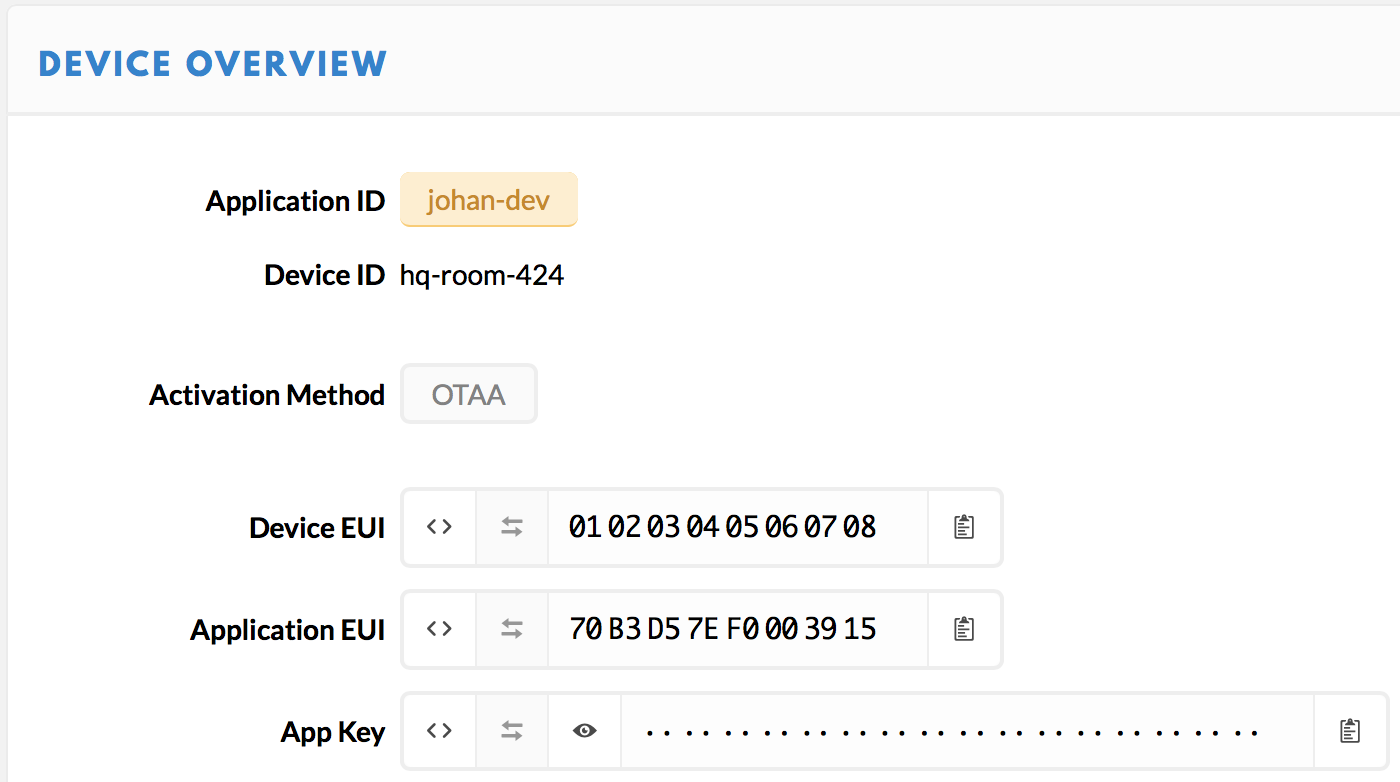 DEVICE OVERVIEW
Application ID johan-dev
Device ID hq-room-424
Activation Method OTAA
Device EUI <> 01 02 03 04 05 06 07 08
Application EUI <> 70 B3 D5 7E F0 00 39 15
App Key <> ................................